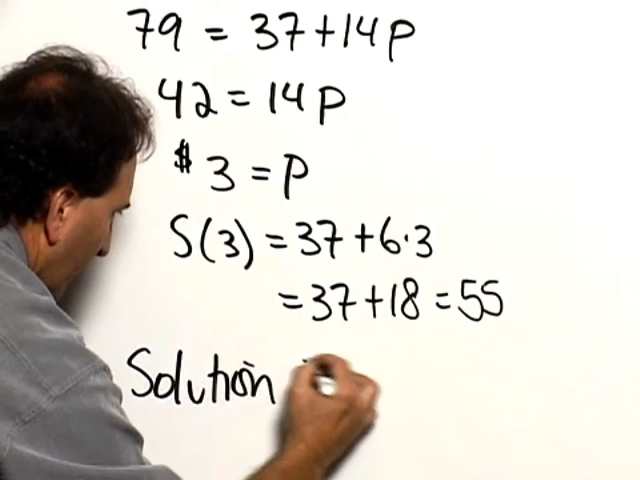 79 = 37+14p
42 = 14p
$3 = p
S(3) = 37+6·3
= 37+18 = 55
Solution